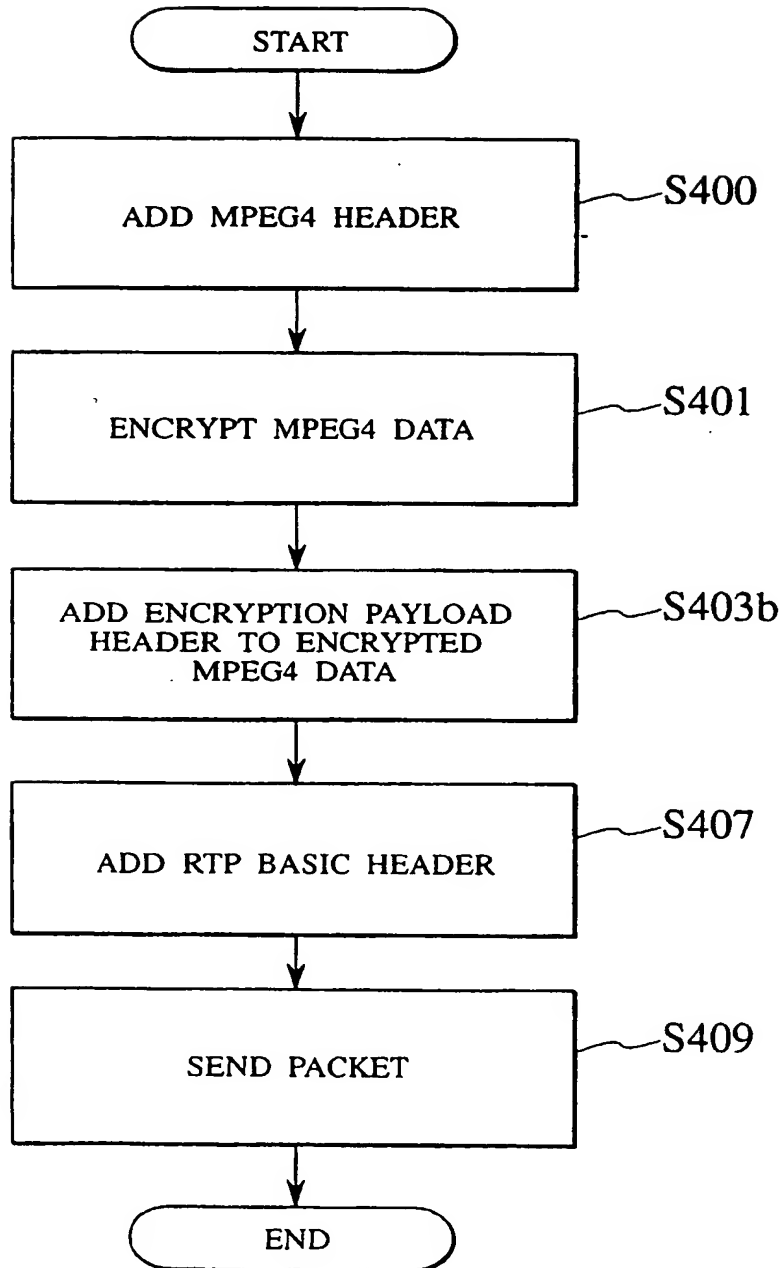 START
ADD MPEG4 HEADER
S400
ENCRYPT MPEG4 DATA
S401
ADD ENCRYPTION PAYLOAD
HEADER TO ENCRYPTED
MPEG4 DATA
S403b
ADD RTP BASIC HEADER
S407
SEND PACKET
S409
END